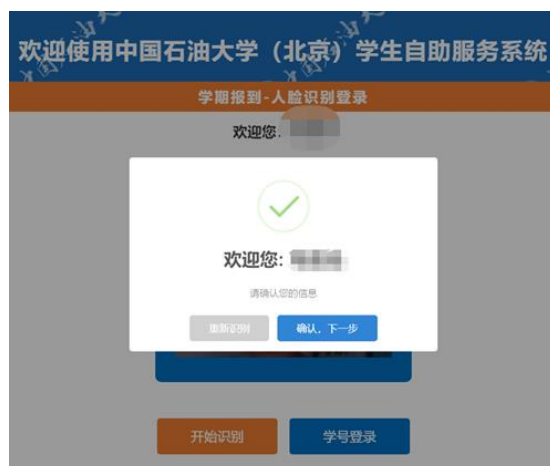 欢迎使用中国石油大学（北京）学生自助服务系统
学期报到-人脸识别登录
欢迎您:
欢迎您:
请确认您的信息
重新识别 确认，下一步
开始识别 学号登录